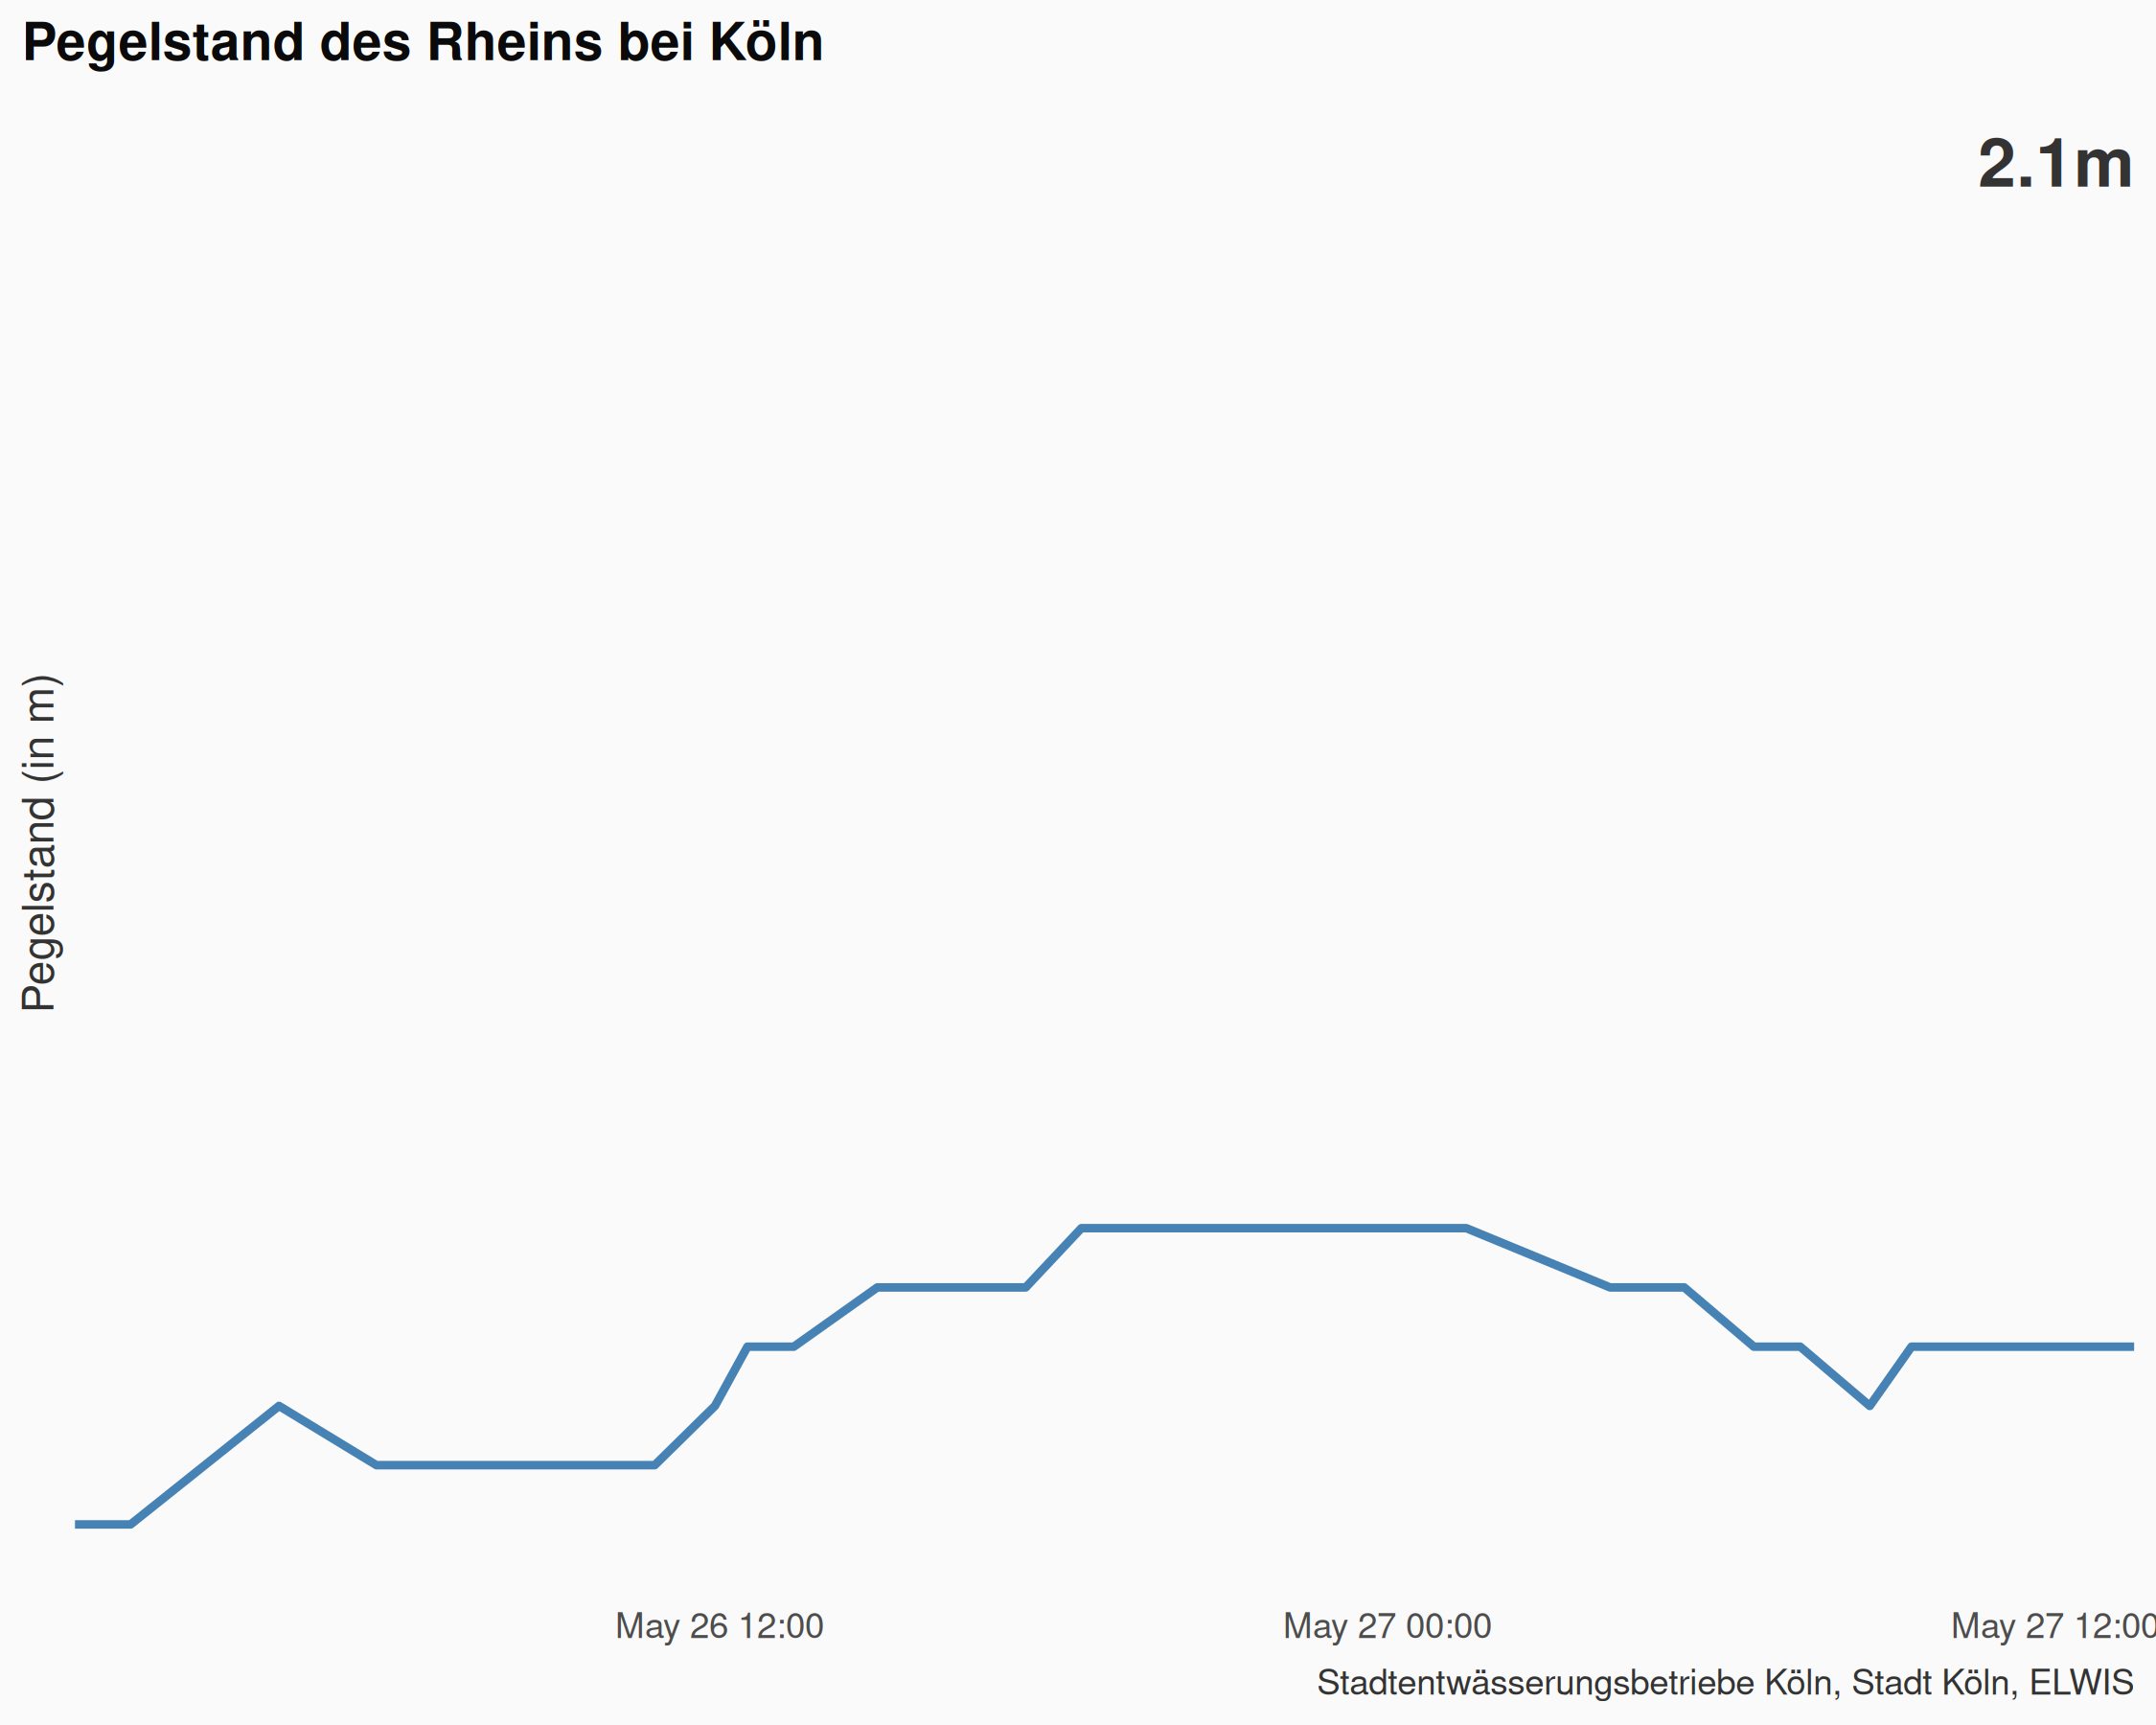 Pegelstand des Rheins bei Köln
2.1m
Pegelstand (in m)
May 26 12:00
May 27 00:00
May 27 12:00
Stadtentwässerungsbetriebe Köln, Stadt Köln, ELWIS